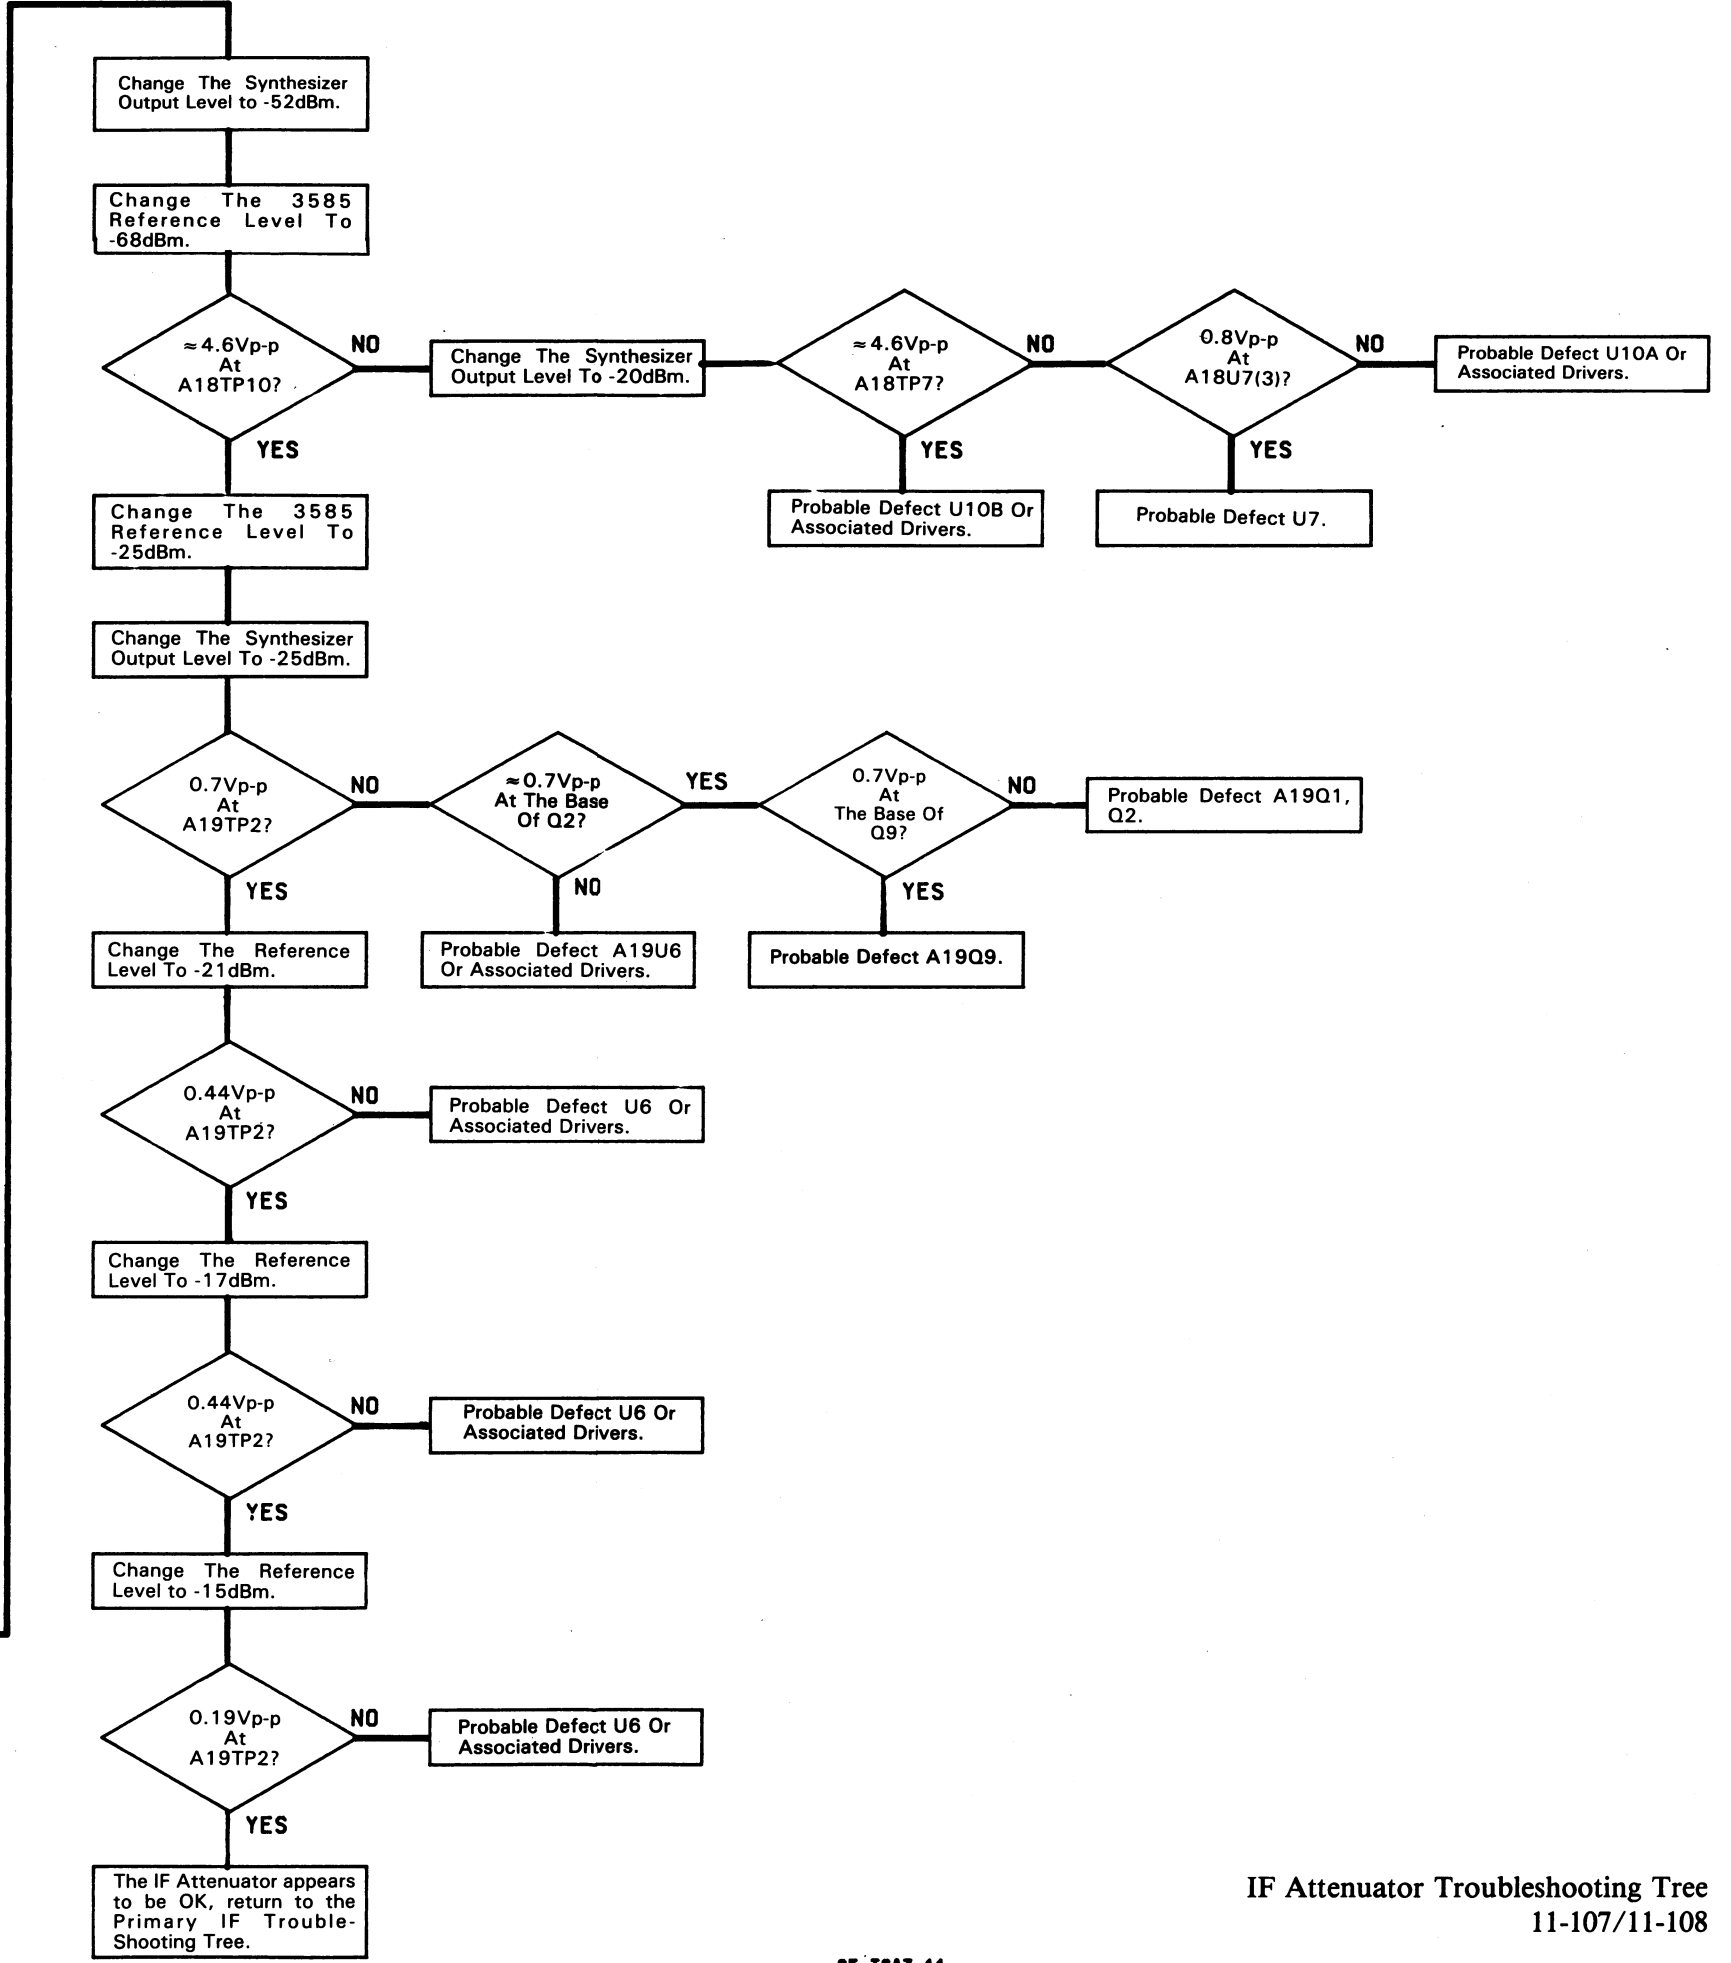 Change The Synthesizer
Output Level to -52dBm.
Change The 3585
Reference Level To
-68dBm.
≈4.6Vp-p
At
A18TP10?
NO
Change The Synthesizer
Output Level To -20dBm.
≈4.6Vp-p
At
A18TP7?
NO
0.8Vp-p
At
A18U7(3)?
NO
Probable Defect U10A Or
Associated Drivers.
YES
YES
YES
Probable Defect U10B Or
Associated Drivers.
Probable Defect U7.
Change The 3585
Reference Level To
-25dBm.
Change The Synthesizer
Output Level To -25dBm.
0.7Vp-p
At
A19TP2?
NO
≈0.7Vp-p
At The Base
Of Q2?
YES
0.7Vp-p
At
The Base Of
Q9?
NO
Probable Defect A19Q1,
Q2.
YES
NO
YES
Change The Reference
Level To -21dBm.
Probable Defect A19U6
Or Associated Drivers.
Probable Defect A19Q9.
0.44Vp-p
At
A19TP2?
NO
Probable Defect U6 Or
Associated Drivers.
YES
Change The Reference
Level To -17dBm.
0.44Vp-p
At
A19TP2?
NO
Probable Defect U6 Or
Associated Drivers.
YES
Change The Reference
Level to -15dBm.
0.19Vp-p
At
A19TP2?
NO
Probable Defect U6 Or
Associated Drivers.
YES
The IF Attenuator appears
to be OK, return to the
Primary IF Trouble-
Shooting Tree.
IF Attenuator Troubleshooting Tree
11-107/11-108